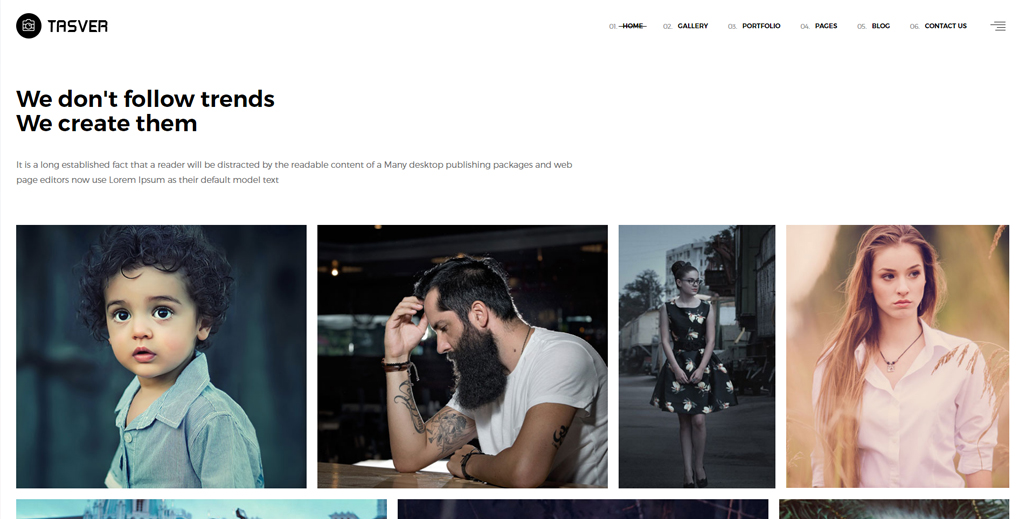 TASVER
01. HOME 02. GALLERY 03. PORTFOLIO 04. PAGES 05. BLOG 06. CONTACT US
We don't follow trends
We create them
It is a long established fact that a reader will be distracted by the readable content of a Many desktop publishing packages and web
page editors now use Lorem Ipsum as their default model text